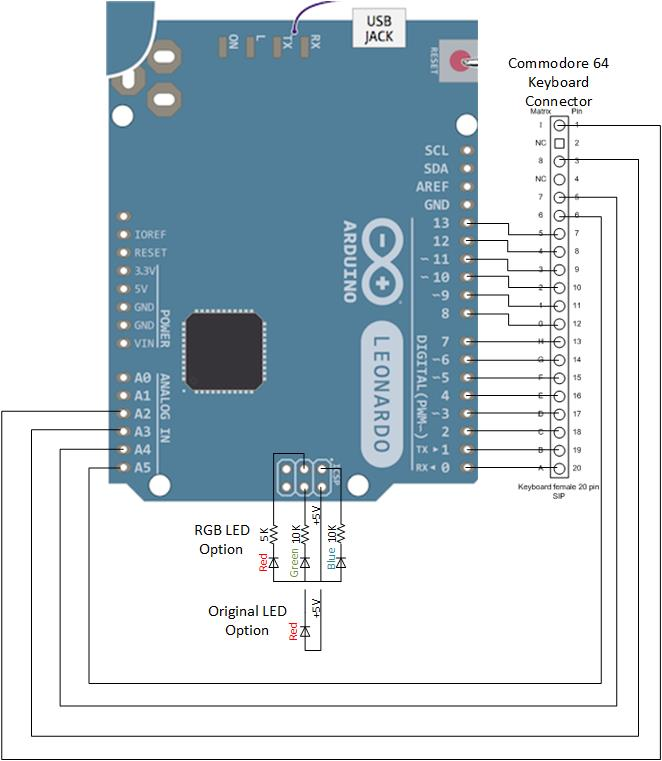 USB
JACK
ON
L
TX
RX
RESET
Commodore 64
Keyboard
Connector
Matrix Pin
I 1
NC 2
8 3
NC 4
7 5
6 6
5 7
4 8
3 9
2 10
1 11
0 12
H 13
G 14
F 15
E 16
D 17
C 18
B 19
A 20
Keyboard female 20 pin
SIP
SCL
SDA
AREF
GND
13
12
~ 11
~ 10
~9
8
7
~6
~5
4
~3
2
TX ▸ 1
RX ◂ 0
DIGITAL (PWM~)
ARDUINO
LEONARDO
IOREF
RESET
3.3V
5V
GND
GND
VIN
POWER
A0
A1
A2
A3
A4
A5
ANALOG IN
ICSP
RGB LED
Option
Red
5 K
Green
10K
+5V
Blue
10K
Original LED
Option
Red
+5V